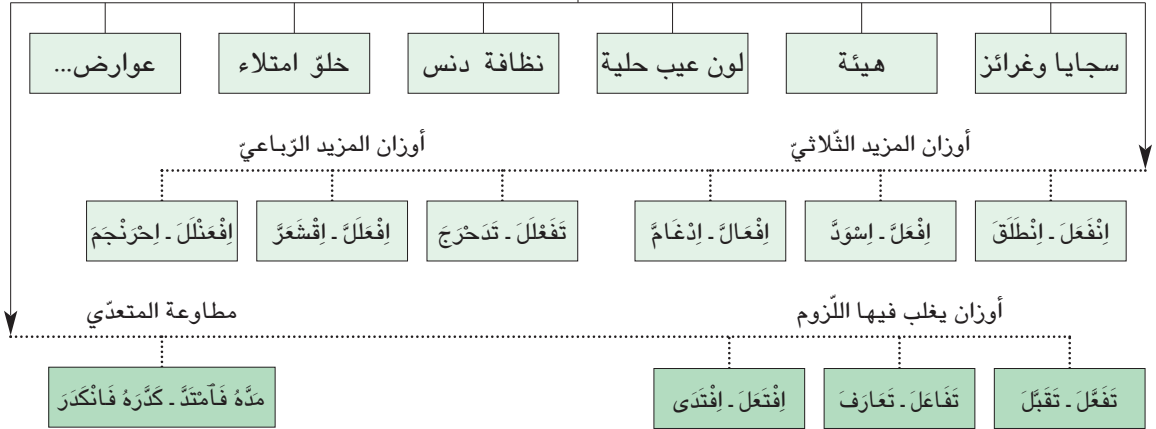 سجايا وغرائز هيئة لون عيب حلية نظافة دنس خلوّ امتلاء عوارض...
أوزان المزيد الثّلاثيّ أوزان المزيد الرّباعيّ
اِنْفَعَلَ ـ اِنْطَلَقَ اِفْعَلَّ ـ اِسْوَدَّ اِفْعَالَّ ـ اِدْغَامَّ تَفَعْلَلَ ـ تَدَحْرَجَ اِفْعَلَلَّ ـ اِقْشَعَرَّ اِفْعَنْلَلَ ـ اِحْرَنْجَمَ
أوزان يغلب فيها اللّزوم مطاوعة المتعدّي
تَفَعَّلَ ـ تَقَبَّلَ تَفَاعَلَ ـ تَعَارَفَ اِفْتَعَلَ ـ اِفْتَدَى مَدَّهُ فَٱمْتَدَّ ـ كَدَّرَهُ فَانْكَدَرَ